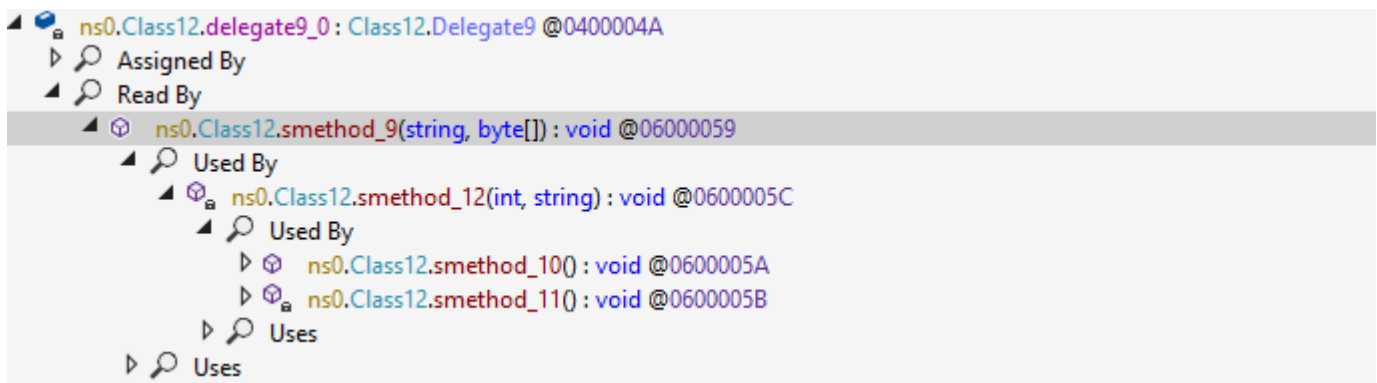 ns0.Class12.delegate9_0 : Class12.Delegate9 @0400004A
Assigned By
Read By
ns0.Class12.smethod_9(string, byte[]) : void @06000059
Used By
ns0.Class12.smethod_12(int, string) : void @0600005C
Used By
ns0.Class12.smethod_10() : void @0600005A
ns0.Class12.smethod_11() : void @0600005B
Uses
Uses